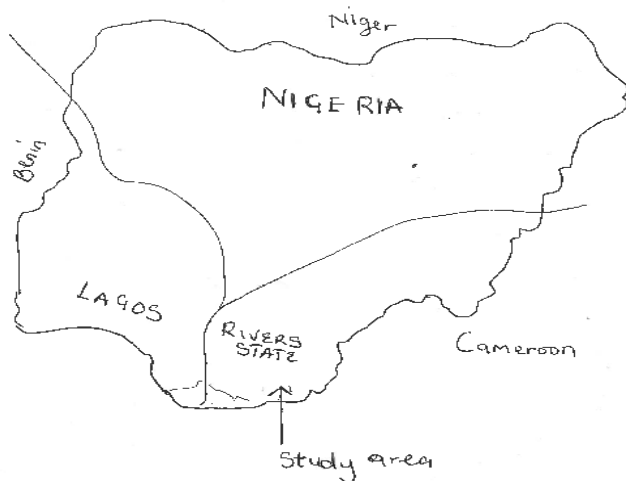 Niger
NIGERIA
Benin
LAGOS
RIVERS
STATE
Cameroon
Study area